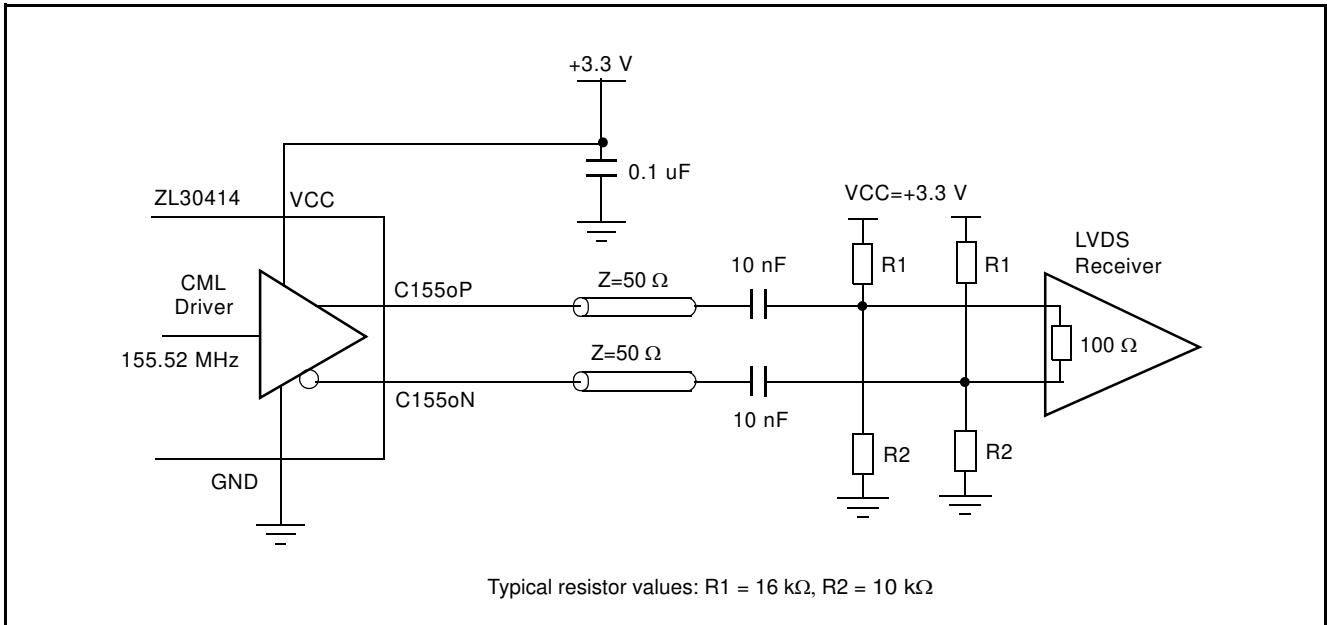 +3.3 V
0.1 uF
ZL30414
VCC
VCC=+3.3 V
LVDS
Receiver
R1
R1
10 nF
CML
Driver
C155oP
Z=50 Ω
155.52 MHz
100 Ω
Z=50 Ω
C155oN
10 nF
R2
R2
GND
Typical resistor values: R1 = 16 kΩ, R2 = 10 kΩ